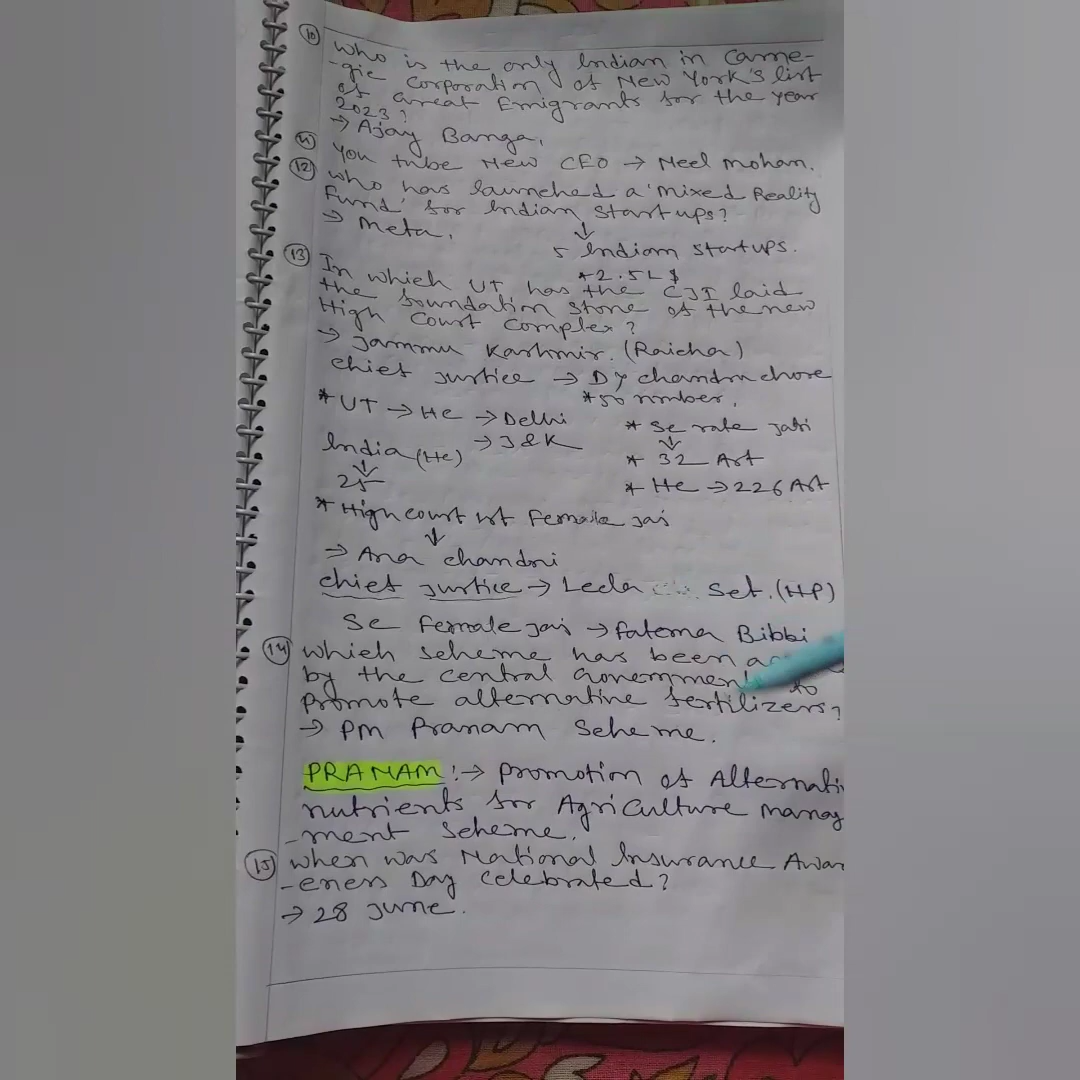 10 Who is the only Indian in Carne-
-gie Corporation of New York's list
of Great Emigrants for the year
2023?
→ Ajay Banga.
11 You tube New CEO → Neel Mohan.
12 Who has launched a 'Mixed Reality
Fund' for Indian Startups?
→ Meta.
↓
5 Indian startups.
*2.5L $
13 In which UT has the CJI laid
the foundation stone of the new
High Court Complex?
→ Jammu Kashmir. (Raicha)
Chief Justice → Dy chandrachore
*50 number.
*UT → HC → Delhi
→ J&K
India (HC)
↓
25
* SC rate jari
↓
* 32 Art
* HC → 226 Art
* High court 1st Female jaj
↓
→ Ana chandni
chief justice → Leela Set. (HP)
SC Female jaj → Fatema Bibbi
14 Which scheme has been
by the central Government to
Promote alternative fertilizers?
→ PM Pranam Scheme.
PRANAM :→ Promotion of Alternati
nutrients for Agriculture manag
-ment Scheme.
15 When was National Insurance Awar
-eness Day Celebrated?
→ 28 June.